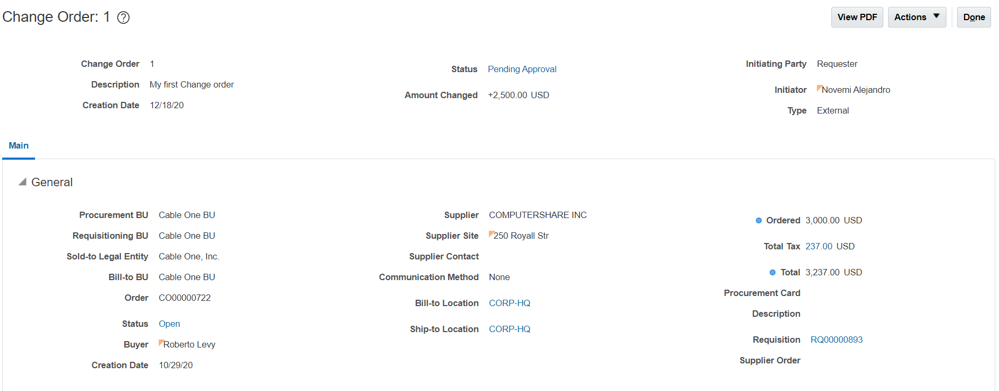 Change Order: 1 ?
View PDF
Actions
Done
Change Order 1
Description My first Change order
Creation Date 12/18/20
Status Pending Approval
Amount Changed +2,500.00 USD
Initiating Party Requester
Initiator Novemi Alejandro
Type External
Main
General
Procurement BU Cable One BU
Requisitioning BU Cable One BU
Sold-to Legal Entity Cable One, Inc.
Bill-to BU Cable One BU
Order CO00000722
Status Open
Buyer Roberto Levy
Creation Date 10/29/20
Supplier COMPUTERSHARE INC
Supplier Site 250 Royall Str
Supplier Contact
Communication Method None
Bill-to Location CORP-HQ
Ship-to Location CORP-HQ
Ordered 3,000.00 USD
Total Tax 237.00 USD
Total 3,237.00 USD
Procurement Card
Description
Requisition RQ00000893
Supplier Order